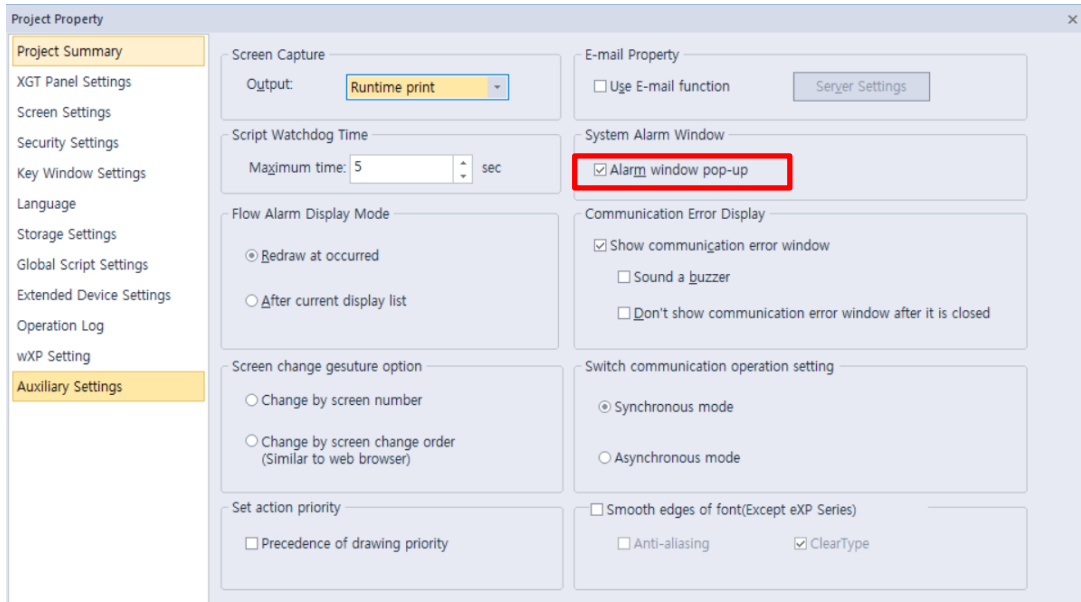 Project Property
Project Summary
XGT Panel Settings
Screen Settings
Security Settings
Key Window Settings
Language
Storage Settings
Global Script Settings
Extended Device Settings
Operation Log
wXP Setting
Auxiliary Settings
Screen Capture
Output: Runtime print
Script Watchdog Time
Maximum time: 5 sec
Flow Alarm Display Mode
Redraw at occurred
After current display list
Screen change gesuture option
Change by screen number
Change by screen change order
(Similar to web browser)
Set action priority
Precedence of drawing priority
E-mail Property
Use E-mail function Server Settings
System Alarm Window
Alarm window pop-up
Communication Error Display
Show communication error window
Sound a buzzer
Don't show communication error window after it is closed
Switch communication operation setting
Synchronous mode
Asynchronous mode
Smooth edges of font(Except eXP Series)
Anti-aliasing ClearType